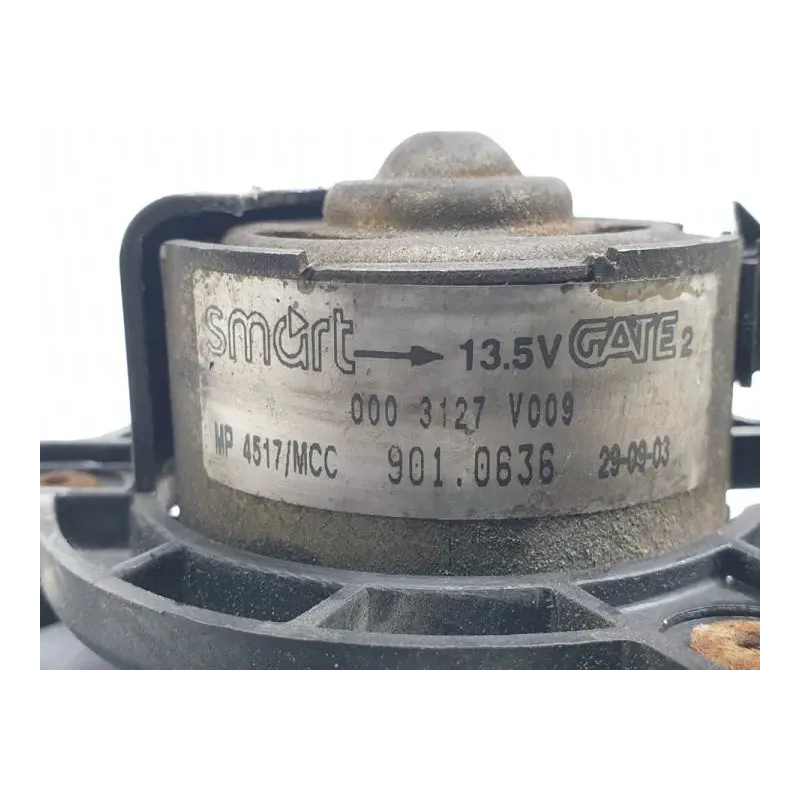 smart → 13.5V GATE 2
000 3127 V009
MP 4517/MCC 901.0636 29-09-03